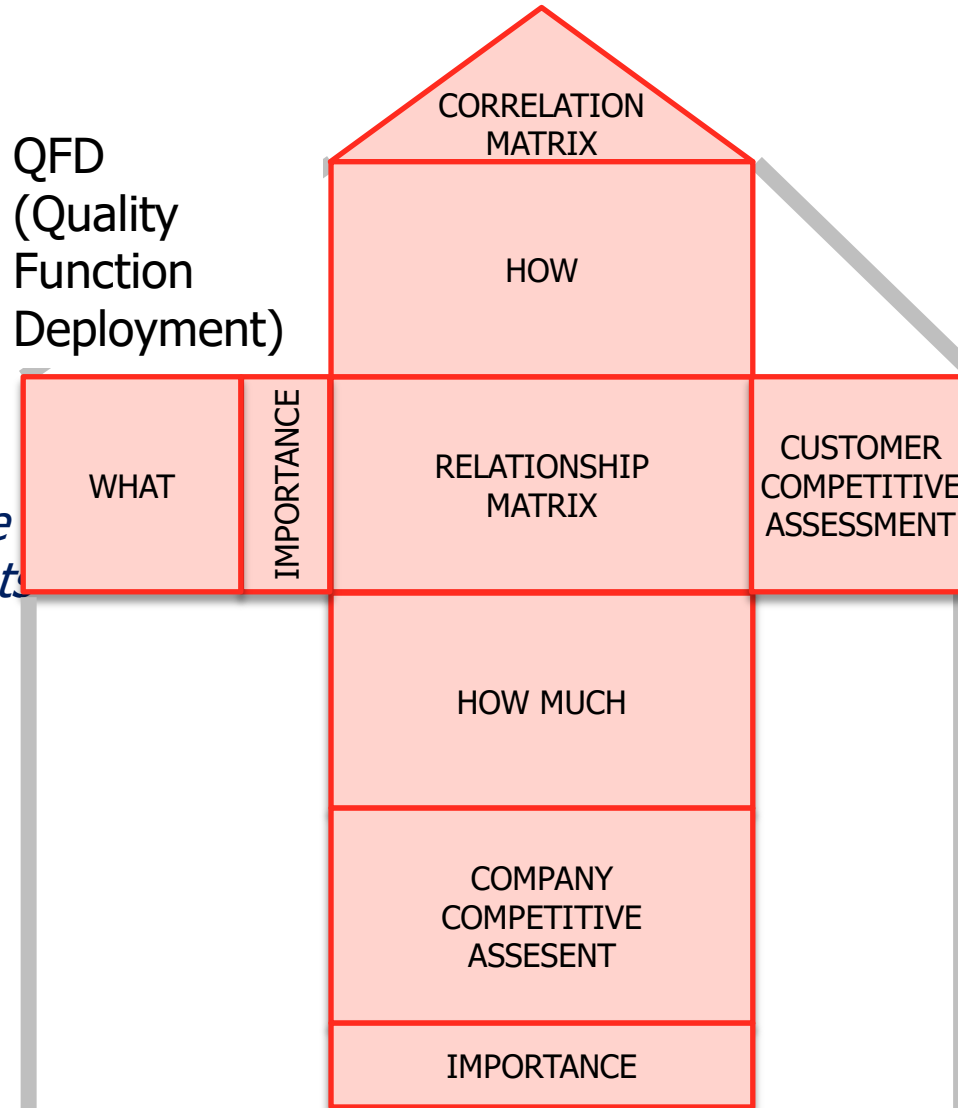 CORRELATION
MATRIX
QFD
(Quality
Function
Deployment)
HOW
WHAT
IMPORTANCE
RELATIONSHIP
MATRIX
CUSTOMER
COMPETITIVE
ASSESSMENT
HOW MUCH
COMPANY
COMPETITIVE
ASSESENT
IMPORTANCE